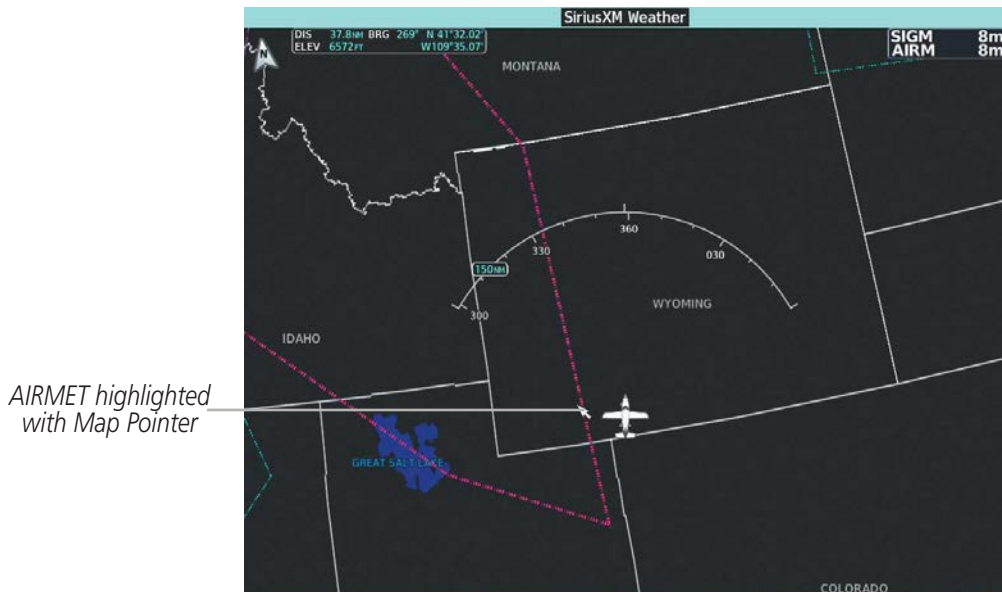 SiriusXM Weather
DIS 37.8NM BRG 269° N 41°32.02'
ELEV 6572FT W109°35.07'
SIGM 8m
AIRM 8m
N
MONTANA
360
330
030
150NM
300
WYOMING
IDAHO
AIRMET highlighted
with Map Pointer
GREAT SALT LAKE
COLORADO